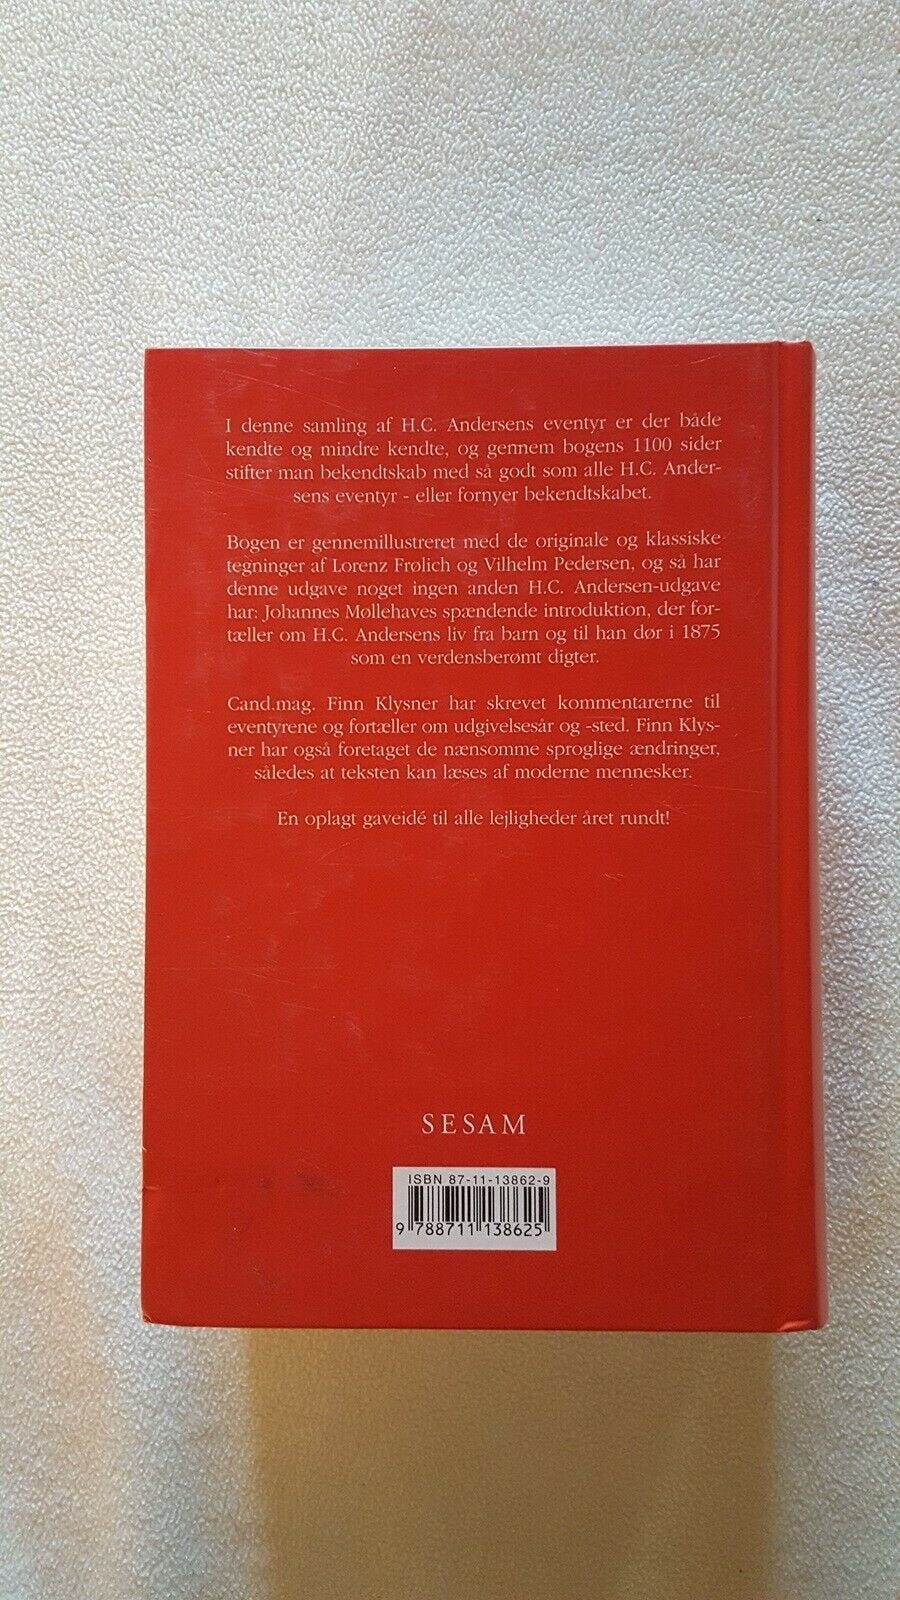 I denne samling af H.C. Andersens eventyr er der både
kendte og mindre kendte, og gennem bogens 1100 sider
stifter man bekendtskab med så godt som alle H.C. Ander-
sens eventyr - eller fornyer bekendtskabet.
Bogen er gennemillustreret med de originale og klassiske
tegninger af Lorenz Frølich og Vilhelm Pedersen, og så har
denne udgave noget ingen anden H.C. Andersen-udgave
har: Johannes Møllehaves spændende introduktion, der for-
tæller om H.C. Andersens liv fra barn og til han dør i 1875
som en verdensberømt digter.
Cand.mag. Finn Klysner har skrevet kommentarerne til
eventyrene og fortæller om udgivelsesår og -sted. Finn Klys-
ner har også foretaget de nænsomme sproglige ændringer,
således at teksten kan læses af moderne mennesker.
En oplagt gaveidé til alle lejligheder året rundt!
SESAM
ISBN 87-11-13862-9
9 788711 138625